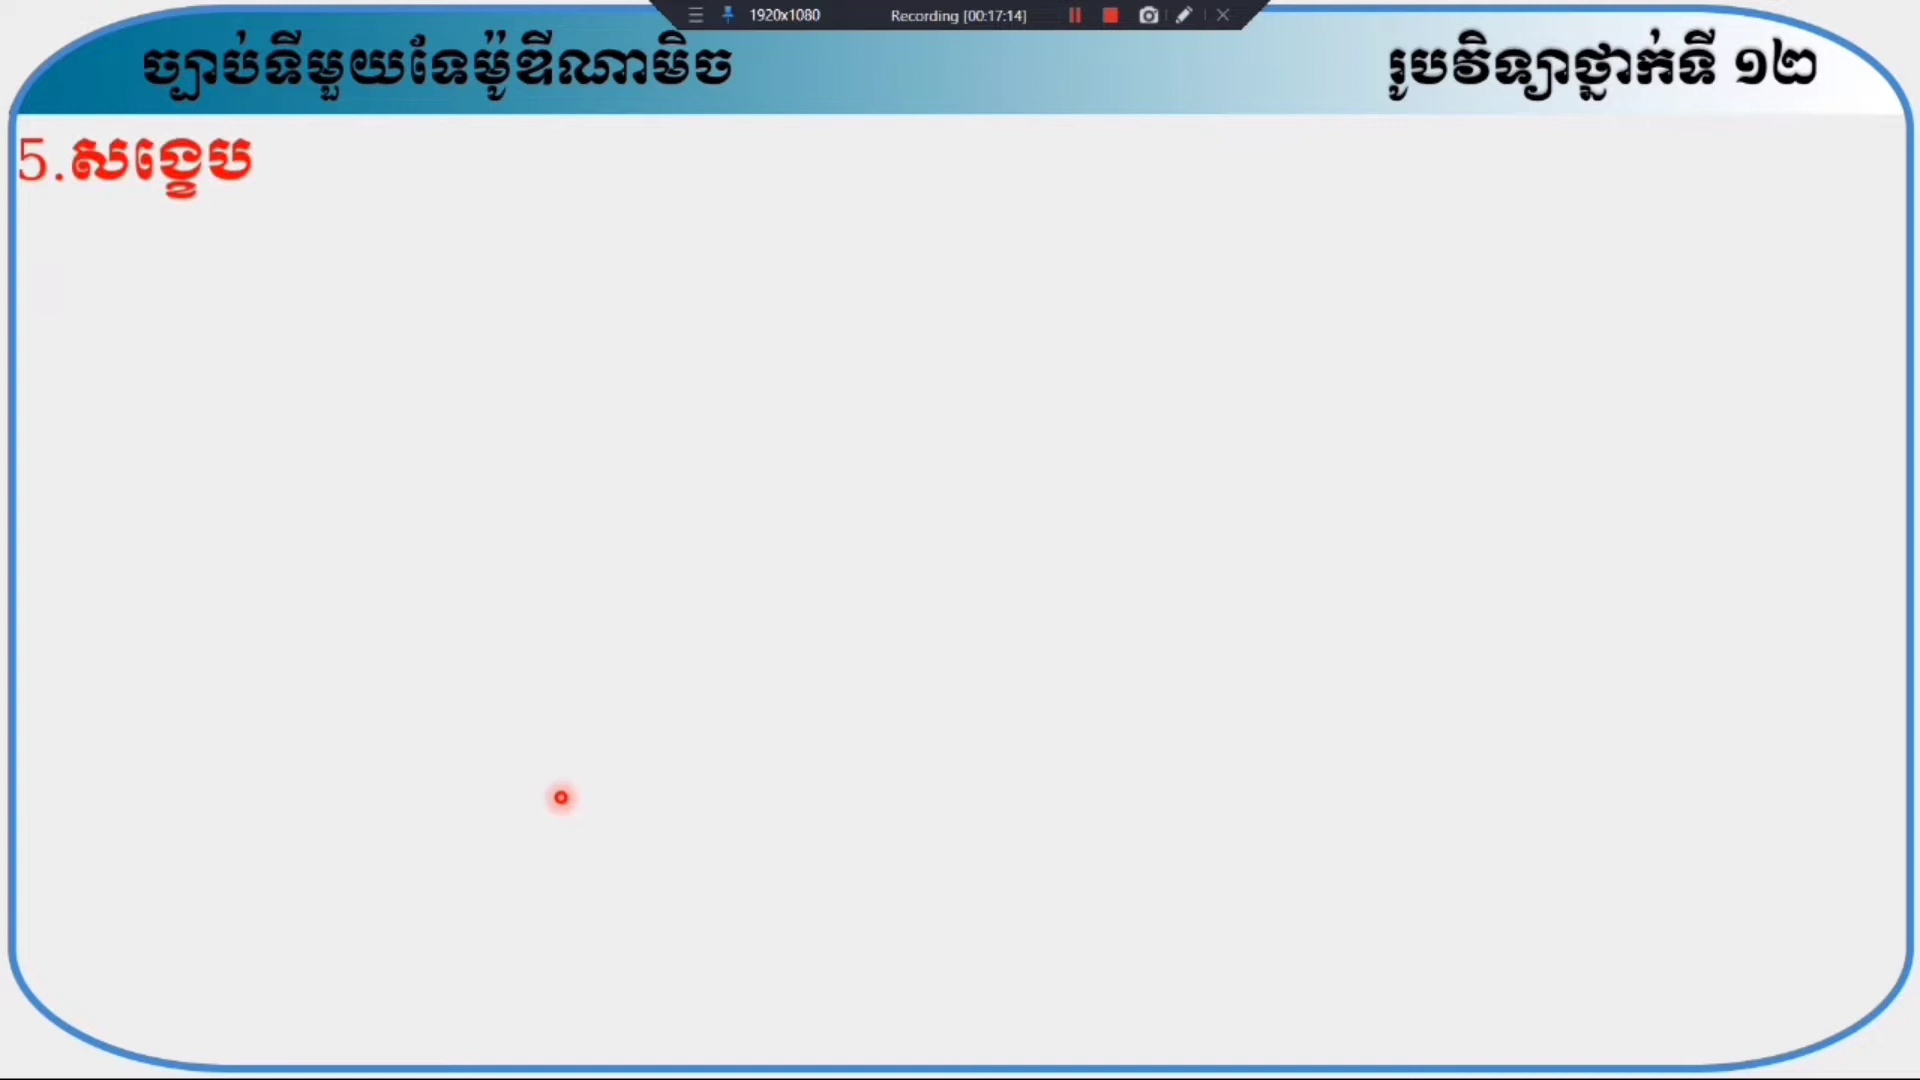 1920x1080 Recording [00:17:14]
ច្បាប់ទីមួយទែម៉ូឌីណាមិច រូបវិទ្យាថ្នាក់ទី ១២
5.សង្ខេប